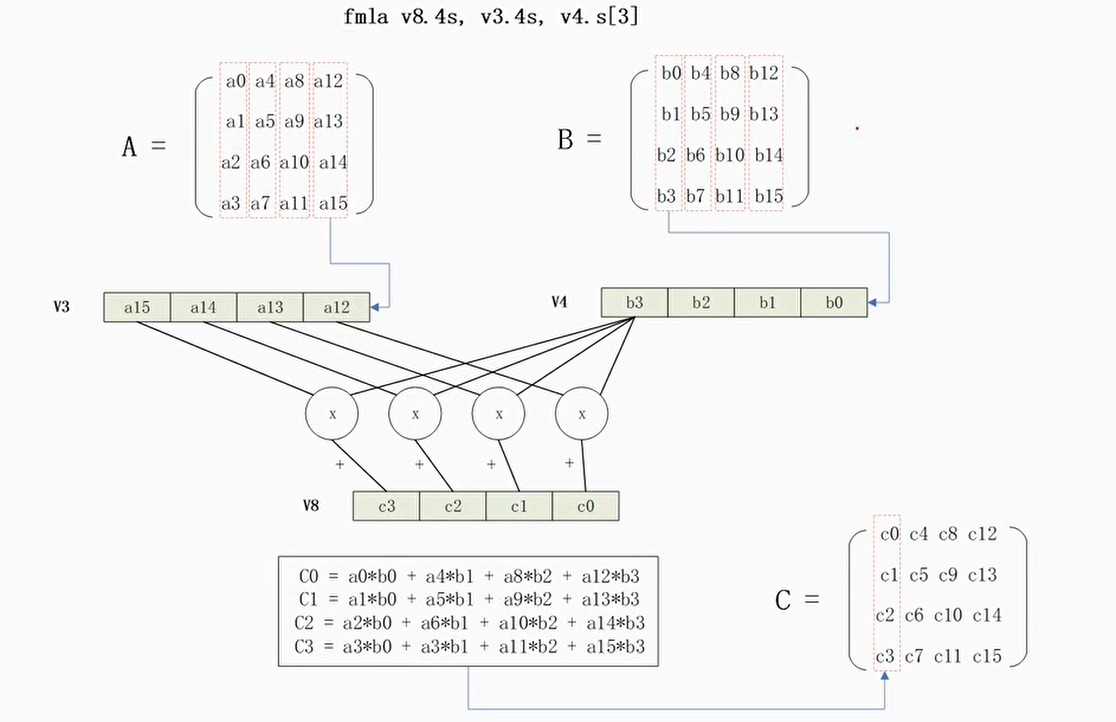 fmla v8.4s, v3.4s, v4.s[3]
A =
a0 a4 a8 a12
a1 a5 a9 a13
a2 a6 a10 a14
a3 a7 a11 a15
B =
b0 b4 b8 b12
b1 b5 b9 b13
b2 b6 b10 b14
b3 b7 b11 b15
V3
a15 a14 a13 a12
V4
b3 b2 b1 b0
x x x x
+ + + +
V8
c3 c2 c1 c0
C0 = a0*b0 + a4*b1 + a8*b2 + a12*b3
C1 = a1*b0 + a5*b1 + a9*b2 + a13*b3
C2 = a2*b0 + a6*b1 + a10*b2 + a14*b3
C3 = a3*b0 + a3*b1 + a11*b2 + a15*b3
C =
c0 c4 c8 c12
c1 c5 c9 c13
c2 c6 c10 c14
c3 c7 c11 c15